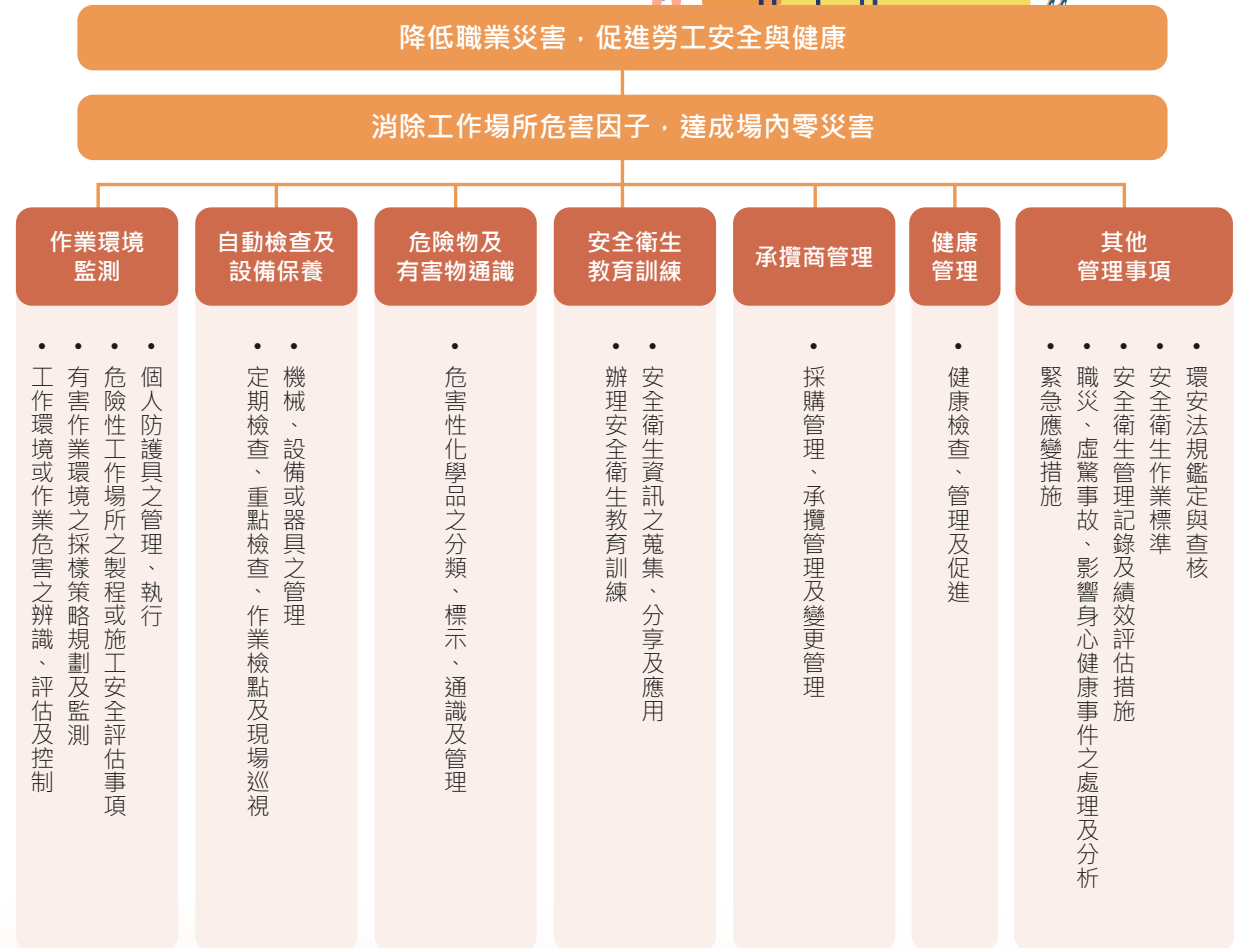 降低職業災害，促進勞工安全與健康
消除工作場所危害因子，達成場內零災害
作業環境
監測
• 個人防護具之管理、執行
• 危險性工作場所之製程或施工安全評估事項
• 有害作業環境之採樣策略規劃及監測
• 工作環境或作業危害之辨識、評估及控制
自動檢查及
設備保養
• 機械、設備或器具之管理
• 定期檢查、重點檢查、作業檢點及現場巡視
危險物及
有害物通識
• 危害性化學品之分類、標示、通識及管理
安全衛生
教育訓練
• 安全衛生資訊之蒐集、分享及應用
• 辦理安全衛生教育訓練
承攬商管理
• 採購管理、承攬管理及變更管理
健康
管理
• 健康檢查、管理及促進
其他
管理事項
• 環安法規鑑定與查核
• 安全衛生作業標準
• 安全衛生管理記錄及績效評估措施
• 職災、虛驚事故、影響身心健康事件之處理及分析
• 緊急應變措施